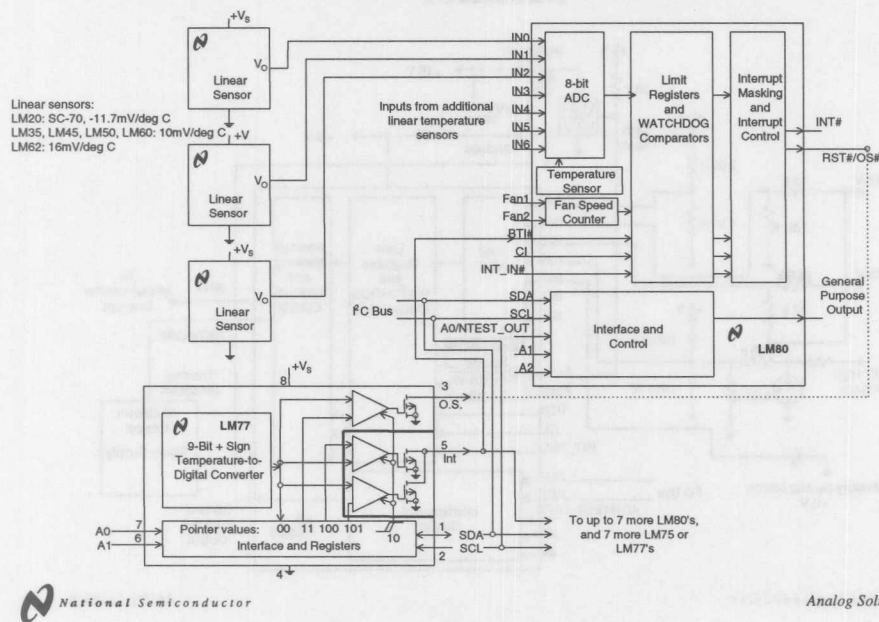 +Vs
Linear
Sensor
Vo
+V
Linear
Sensor
Vo
+Vs
Linear
Sensor
Vo
Linear sensors:
LM20: SC-70, -11.7mV/deg C
LM35, LM45, LM50, LM60: 10mV/deg C
LM62: 16mV/deg C
Inputs from additional
linear temperature
sensors
IN0
IN1
IN2
IN3
IN4
IN5
IN6
8-bit
ADC
Limit
Registers
and
WATCHDOG
Comparators
Interrupt
Masking
and
Interrupt
Control
INT#
RST#/OS#
Temperature
Sensor
Fan1
Fan2
Fan Speed
Counter
BTI#
CI
INT_IN#
I²C Bus
SDA
SCL
A0/NTEST_OUT
A1
A2
Interface and
Control
General
Purpose
Output
LM80
+Vs
8
3
O.S.
LM77
9-Bit + Sign
Temperature-to-
Digital Converter
5
Int
A0
7
A1
6
Pointer values:
00
11
100
101
10
Interface and Registers
1
SDA
SCL
2
4
To up to 7 more LM80's,
and 7 more LM75 or
LM77's
National Semiconductor